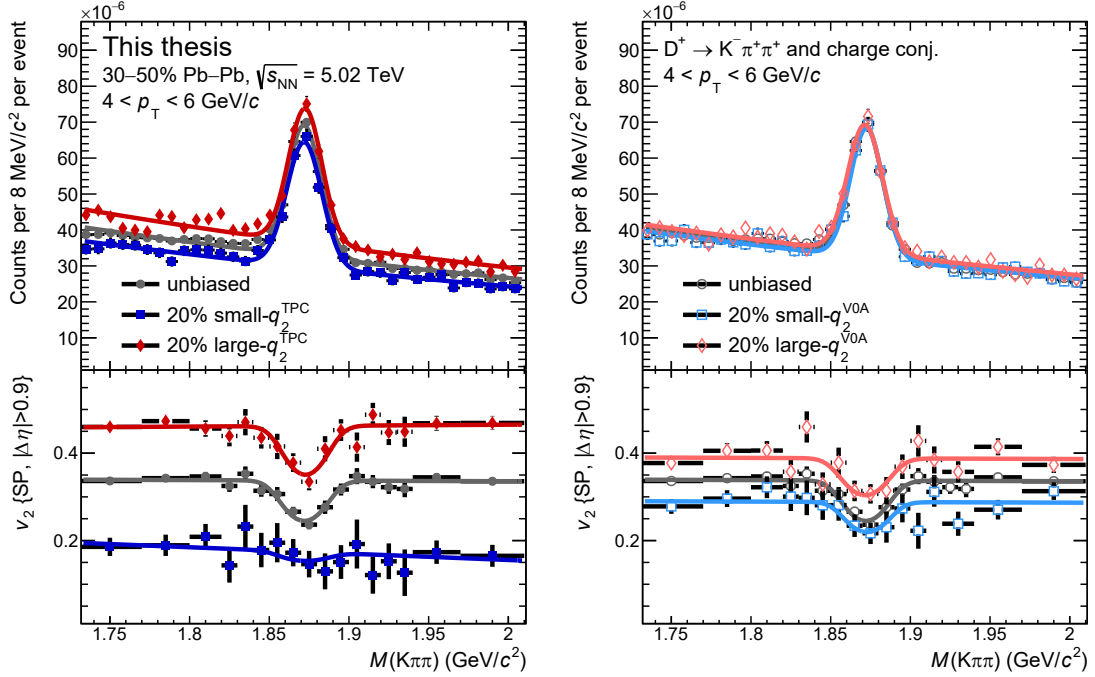 ×10⁻⁶
Counts per 8 MeV/c² per event
90
80
70
60
50
40
30
20
10
This thesis
30–50% Pb–Pb, √s_NN = 5.02 TeV
4 < p_T < 6 GeV/c
unbiased
20% small-q₂^TPC
20% large-q₂^TPC
v₂{SP, |Δη|>0.9}
0.4
0.2
1.75 1.8 1.85 1.9 1.95 2
M(Kππ) (GeV/c²)
×10⁻⁶
Counts per 8 MeV/c² per event
90
80
70
60
50
40
30
20
10
D⁺ → K⁻π⁺π⁺ and charge conj.
4 < p_T < 6 GeV/c
unbiased
20% small-q₂^V0A
20% large-q₂^V0A
v₂{SP, |Δη|>0.9}
0.4
0.2
1.75 1.8 1.85 1.9 1.95 2
M(Kππ) (GeV/c²)